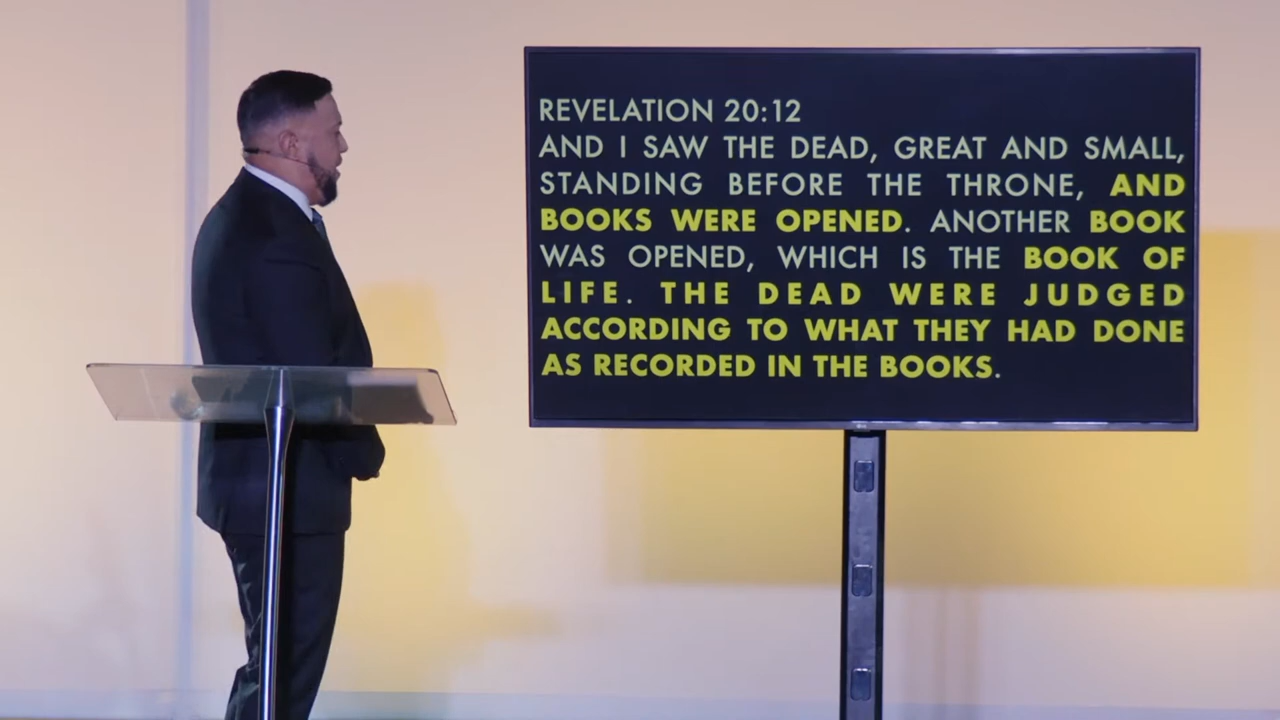 REVELATION 20:12
AND I SAW THE DEAD, GREAT AND SMALL,
STANDING BEFORE THE THRONE, AND
BOOKS WERE OPENED. ANOTHER BOOK
WAS OPENED, WHICH IS THE BOOK OF
LIFE. THE DEAD WERE JUDGED
ACCORDING TO WHAT THEY HAD DONE
AS RECORDED IN THE BOOKS.